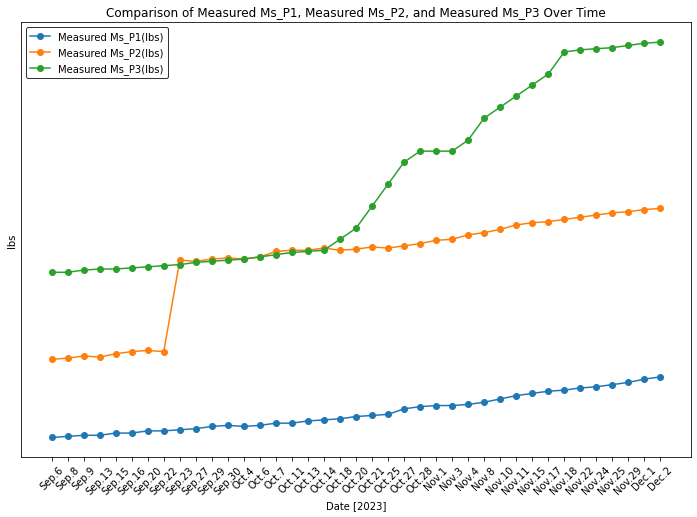 Comparison of Measured Ms_P1, Measured Ms_P2, and Measured Ms_P3 Over Time
Measured Ms_P1(lbs)
Measured Ms_P2(lbs)
Measured Ms_P3(lbs)
lbs
Sep.6
Sep.8
Sep.9
Sep.13
Sep.15
Sep.16
Sep.20
Sep.22
Sep.23
Sep.27
Sep.29
Sep.30
Oct.4
Oct.6
Oct.7
Oct.11
Oct.13
Oct.14
Oct.18
Oct.20
Oct.21
Oct.25
Oct.27
Oct.28
Nov.1
Nov.3
Nov.4
Nov.8
Nov.10
Nov.11
Nov.15
Nov.17
Nov.18
Nov.22
Nov.24
Nov.25
Nov.29
Dec.1
Dec.2
Date [2023]